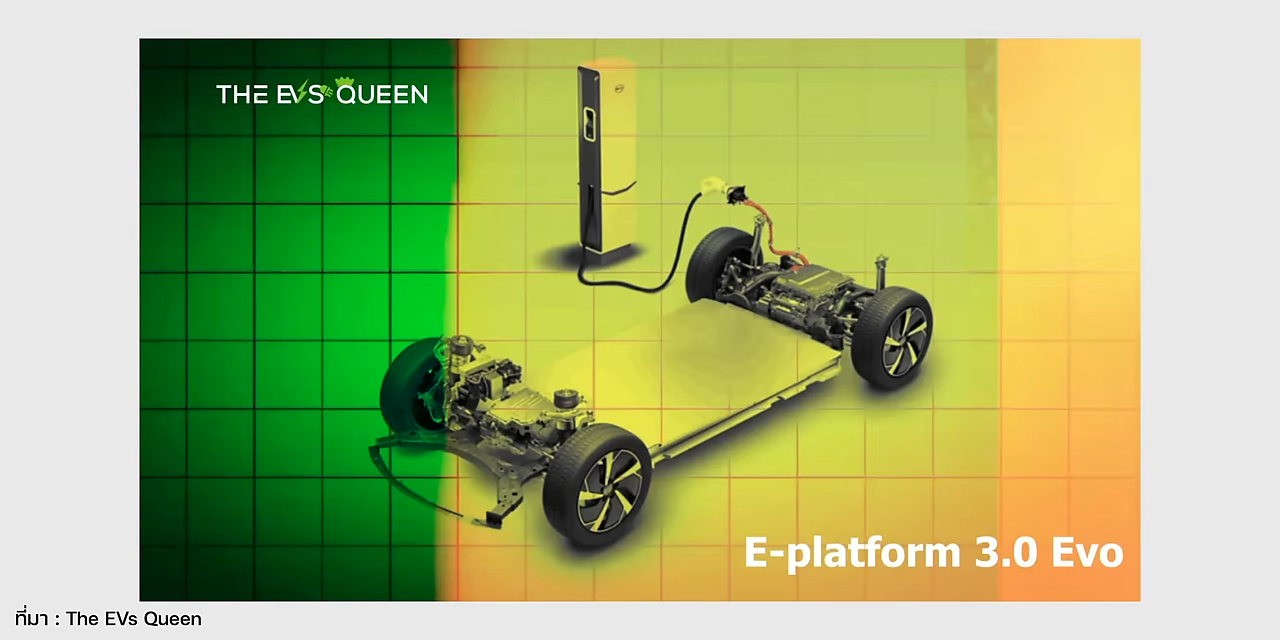 THE EVS QUEEN
E-platform 3.0 Evo
ที่มา : The EVs Queen